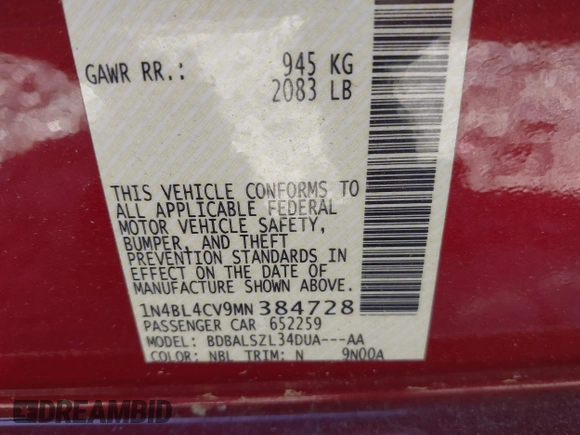 GAWR RR.: 945 KG
2083 LB
THIS VEHICLE CONFORMS TO
ALL APPLICABLE FEDERAL
MOTOR VEHICLE SAFETY,
BUMPER, AND THEFT
PREVENTION STANDARDS IN
EFFECT ON THE DATE OF
MANUFACTURE SHOWN ABOVE.
1N4BL4CV9MN384728
PASSENGER CAR 652259
MODEL: BDBALSZL34DUA---AA
COLOR: NBL TRIM: N 9N00A
DREAMBID